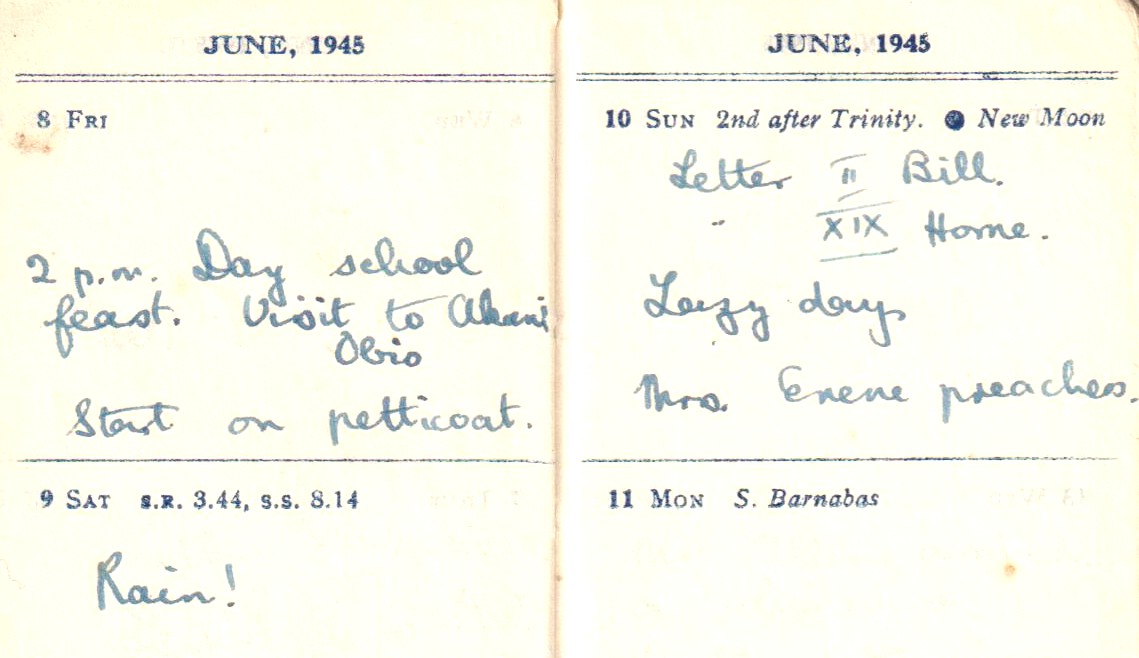 JUNE, 1945
8 FRI
2 p.m. Day school
feast. Visit to Akani
Obio
Start on petticoat.
9 SAT S.R. 3.44, S.S. 8.14
Rain!
JUNE, 1945
10 SUN 2nd after Trinity. New Moon
Letter II Bill.
" XIX Home.
Lazy day
Mrs. Enene preaches.
11 MON S. Barnabas